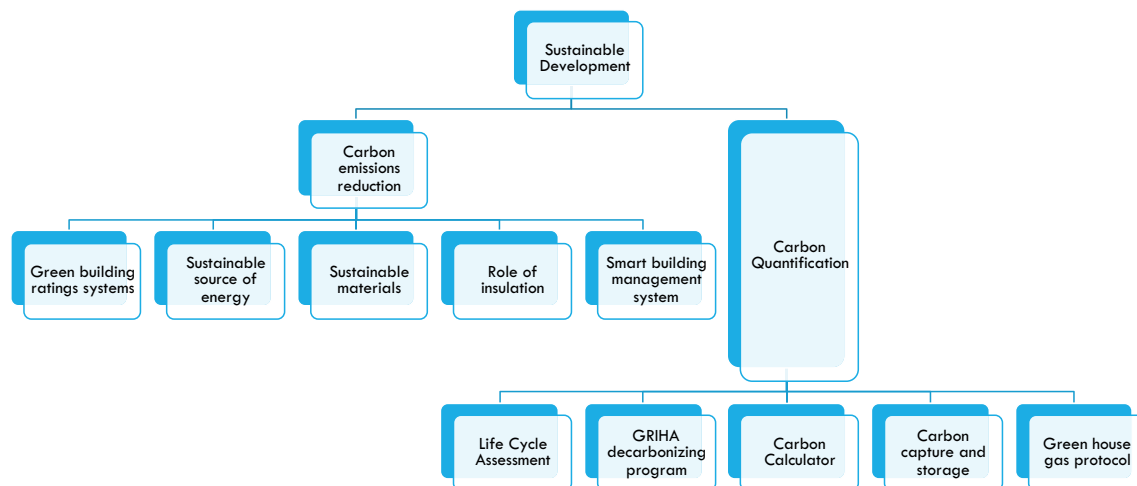 Sustainable
Development
Carbon
emissions
reduction
Carbon
Quantification
Green building
ratings systems
Sustainable
source of
energy
Sustainable
materials
Role of
insulation
Smart building
management
system
Life Cycle
Assessment
GRIHA
decarbonizing
program
Carbon
Calculator
Carbon
capture and
storage
Green house
gas protocol